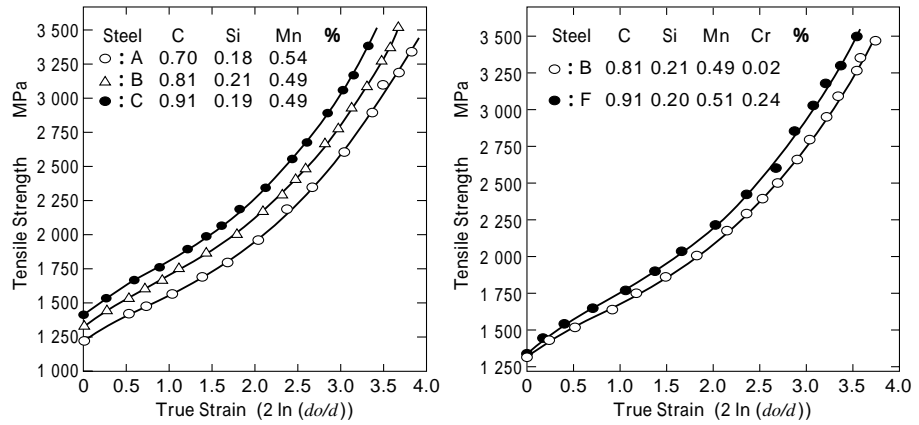 3 500
3 250
3 000
2 750
2 500
2 250
2 000
1 750
1 500
1 250
1 000
Tensile Strength MPa
Steel C Si Mn %
○ : A 0.70 0.18 0.54
△ : B 0.81 0.21 0.49
● : C 0.91 0.19 0.49
0 0.5 1.0 1.5 2.0 2.5 3.0 3.5 4.0
True Strain (2 ln (do/d))
3 500
3 250
3 000
2 750
2 500
2 250
2 000
1 750
1 500
1 250
Tensile Strength MPa
Steel C Si Mn Cr %
○ : B 0.81 0.21 0.49 0.02
● : F 0.91 0.20 0.51 0.24
0 0.5 1.0 1.5 2.0 2.5 3.0 3.5 4.0
True Strain (2 ln (do/d))